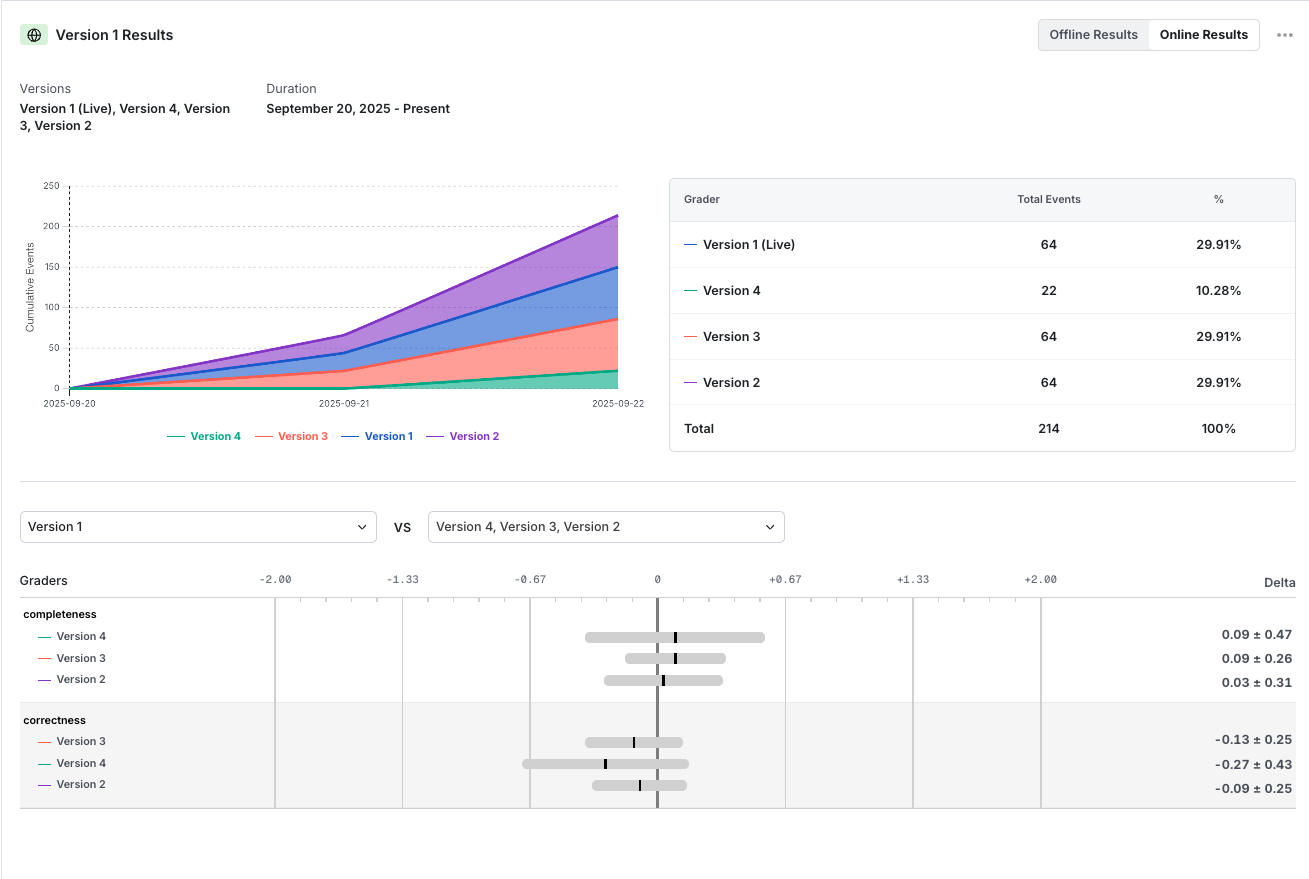 Version 1 Results
Offline Results
Online Results
Versions
Duration
Version 1 (Live), Version 4, Version
3, Version 2
September 20, 2025 - Present
250
200
150
100
50
0
Cumulative Events
2025-09-20
2025-09-21
2025-09-22
Version 4
Version 3
Version 1
Version 2
Grader Total Events %
Version 1 (Live) 64 29.91%
Version 4 22 10.28%
Version 3 64 29.91%
Version 2 64 29.91%
Total 214 100%
Version 1
VS
Version 4, Version 3, Version 2
Graders -2.00 -1.33 -0.67 0 +0.67 +1.33 +2.00 Delta
completeness
Version 4 0.09 ± 0.47
Version 3 0.09 ± 0.26
Version 2 0.03 ± 0.31
correctness
Version 3 -0.13 ± 0.25
Version 4 -0.27 ± 0.43
Version 2 -0.09 ± 0.25